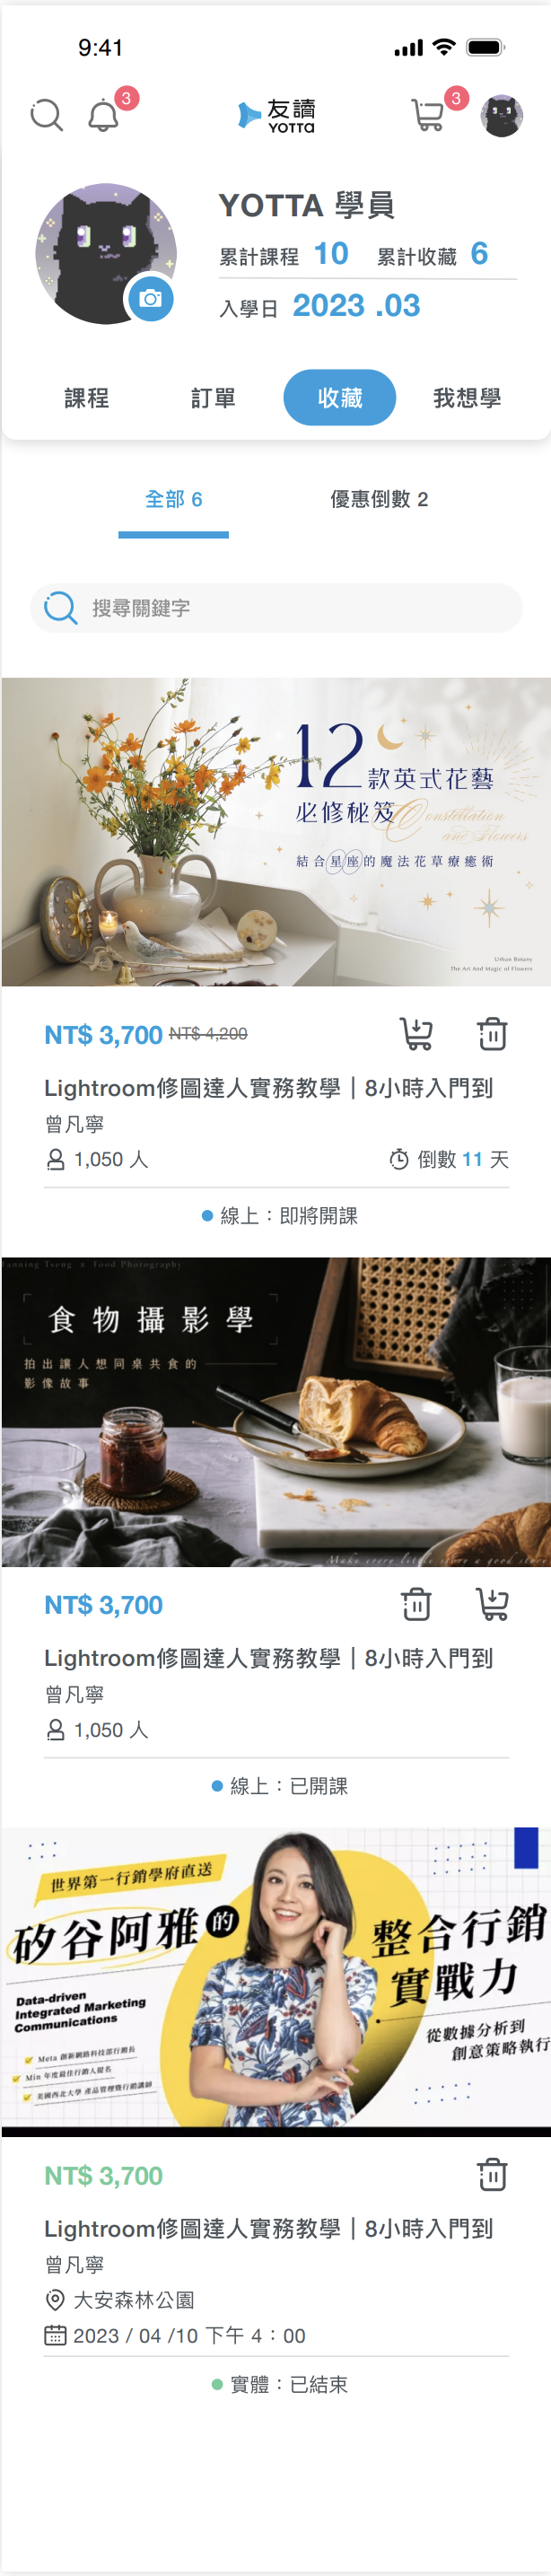 9:41
3
友讀
YOTTA
3
YOTTA 學員
累計課程 10 累計收藏 6
入學日 2023 .03
課程 訂單 收藏 我想學
全部 6 優惠倒數 2
搜尋關鍵字
12款英式花藝
必修秘笈
Constellation
and Flowers
結合星座的魔法花草療癒術
Urban Botany
The Art And Magic of Flowers
NT$ 3,700 NT$ 4,200
Lightroom修圖達人實務教學｜8小時入門到
曾凡寧
1,050 人 倒數 11 天
線上：即將開課
Fanning Tseng x Food Photography
食物攝影學
拍出讓人想同桌共食的
影像故事
Make every little story a good story
NT$ 3,700
Lightroom修圖達人實務教學｜8小時入門到
曾凡寧
1,050 人
線上：已開課
世界第一行銷學府直送
矽谷阿雅的
整合行銷
實戰力
Data-driven
Integrated Marketing
Communications
從數據分析到
創意策略執行
Meta 創新網路科技部行銷長
Min 年度最佳行銷人提名
美國西北大學 產品管理暨行銷講師
NT$ 3,700
Lightroom修圖達人實務教學｜8小時入門到
曾凡寧
大安森林公園
2023 / 04 /10 下午 4：00
實體：已結束